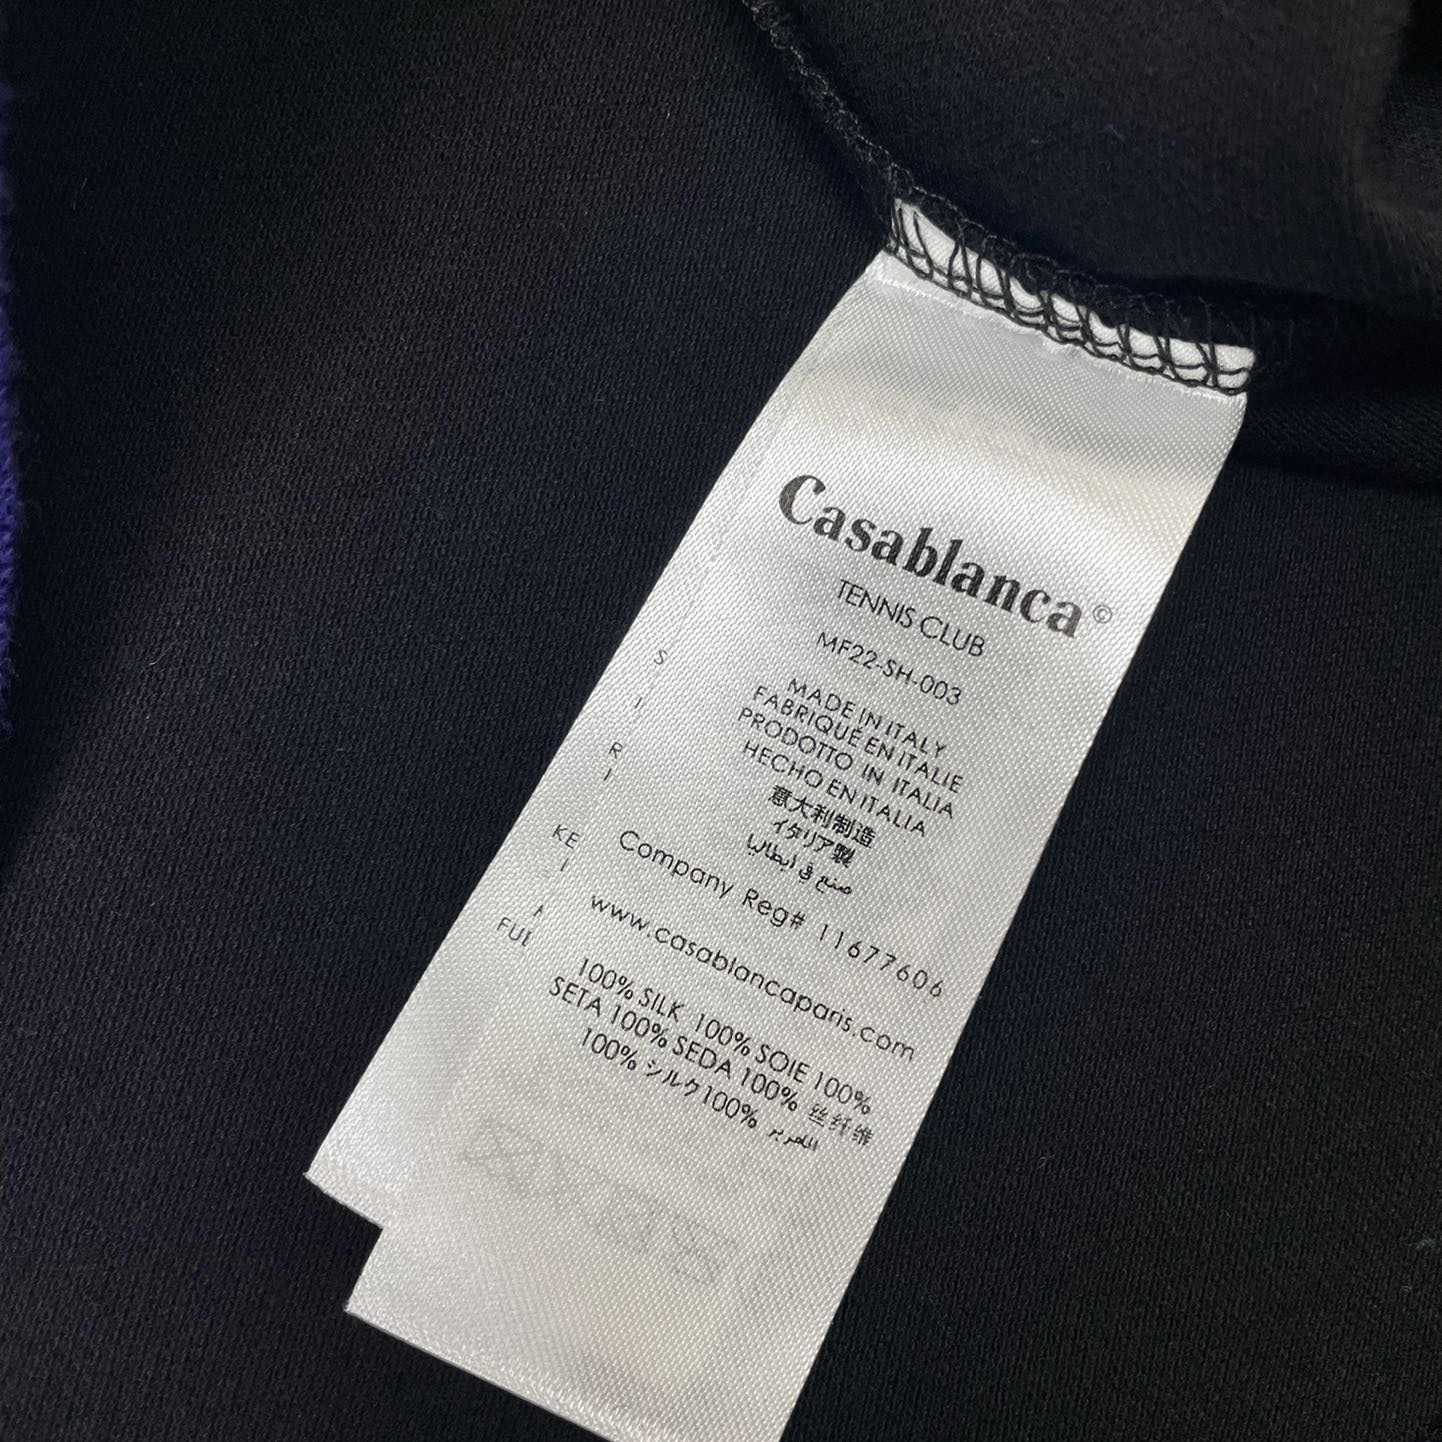 Casablanca©
TENNIS CLUB
MF22-SH-003
MADE IN ITALY
FABRIQUÉ EN ITALIE
PRODOTTO IN ITALIA
HECHO EN ITALIA
意大利制造
イタリア製
صنع في ايطاليا
Company Reg# 11677606
www.casablancaparis.com
100% SILK 100% SOIE 100%
SETA 100% SEDA 100% 丝纤维
100% シルク100%
KE
FUL